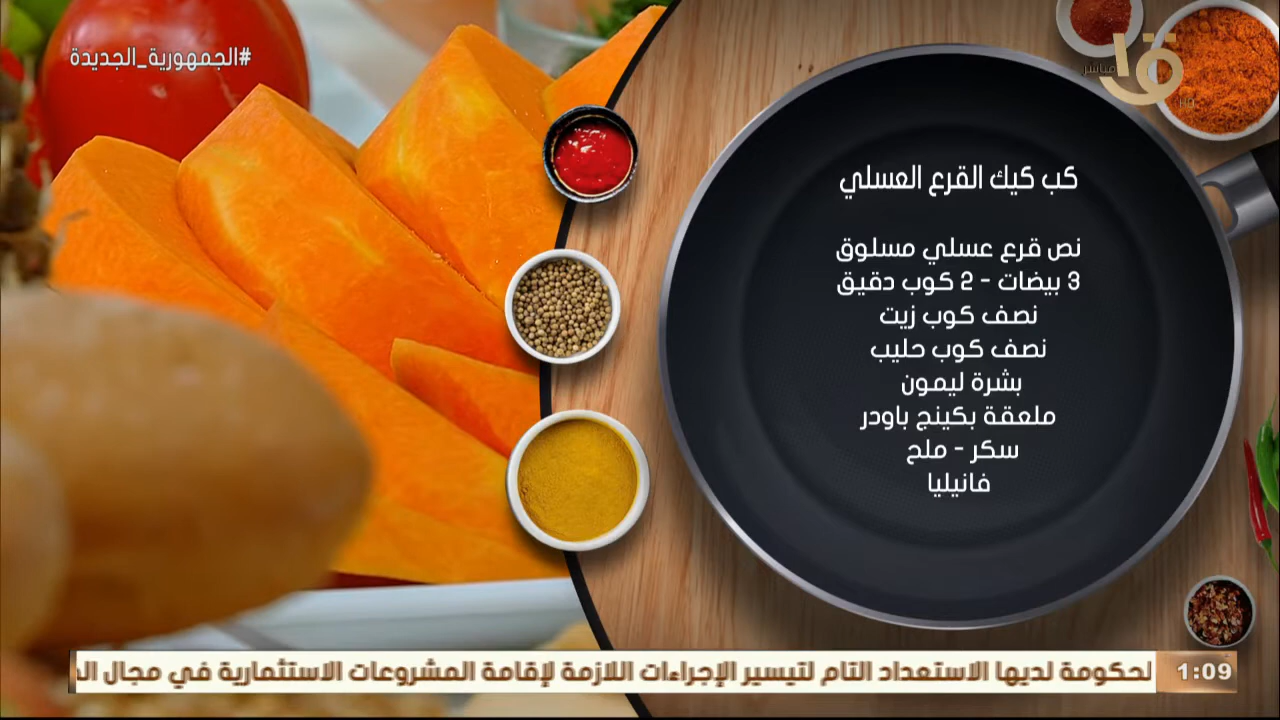 #الجمهورية_الجديدة
مباشر
HD
كب كيك القرع العسلي
نص قرع عسلي مسلوق
3 بيضات - 2 كوب دقيق
نصف كوب زيت
نصف كوب حليب
بشرة ليمون
ملعقة بكينج باودر
سكر - ملح
فانيليا
لحكومة لديها الاستعداد التام لتيسير الإجراءات اللازمة لإقامة المشروعات الاستثمارية في مجال
1:09